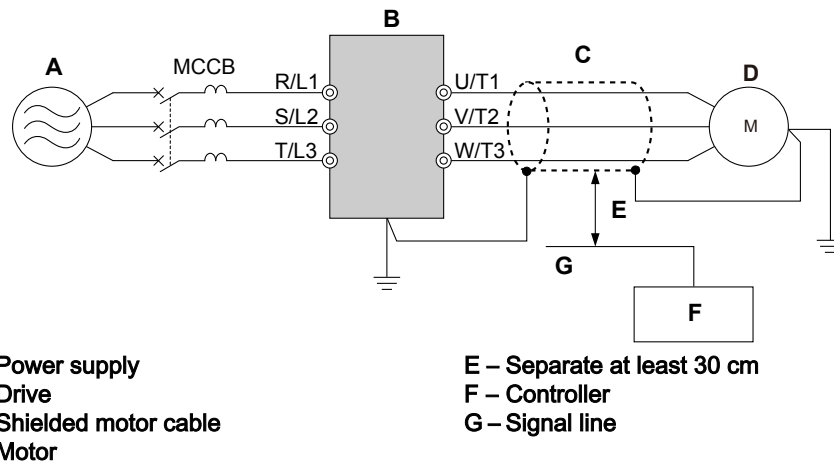 B
A
MCCB
C
D
R/L1
U/T1
S/L2
V/T2
M
T/L3
W/T3
E
G
F
Power supply
Drive
Shielded motor cable
Motor
E – Separate at least 30 cm
F – Controller
G – Signal line